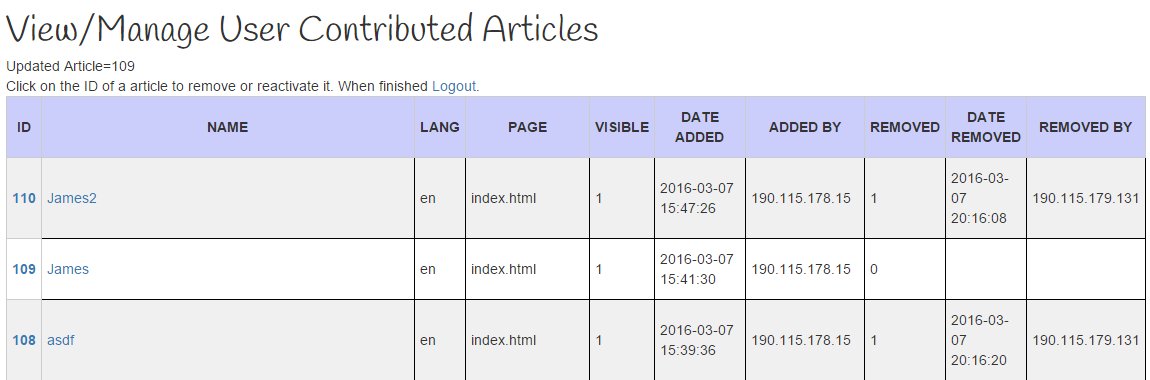 View/Manage User Contributed Articles
Updated Article=109
Click on the ID of a article to remove or reactivate it. When finished Logout.
ID NAME LANG PAGE VISIBLE DATE ADDED ADDED BY REMOVED DATE REMOVED REMOVED BY
110 James2 en index.html 1 2016-03-07 15:47:26 190.115.178.15 1 2016-03-07 20:16:08 190.115.179.131
109 James en index.html 1 2016-03-07 15:41:30 190.115.178.15 0
108 asdf en index.html 1 2016-03-07 15:39:36 190.115.178.15 1 2016-03-07 20:16:20 190.115.179.131